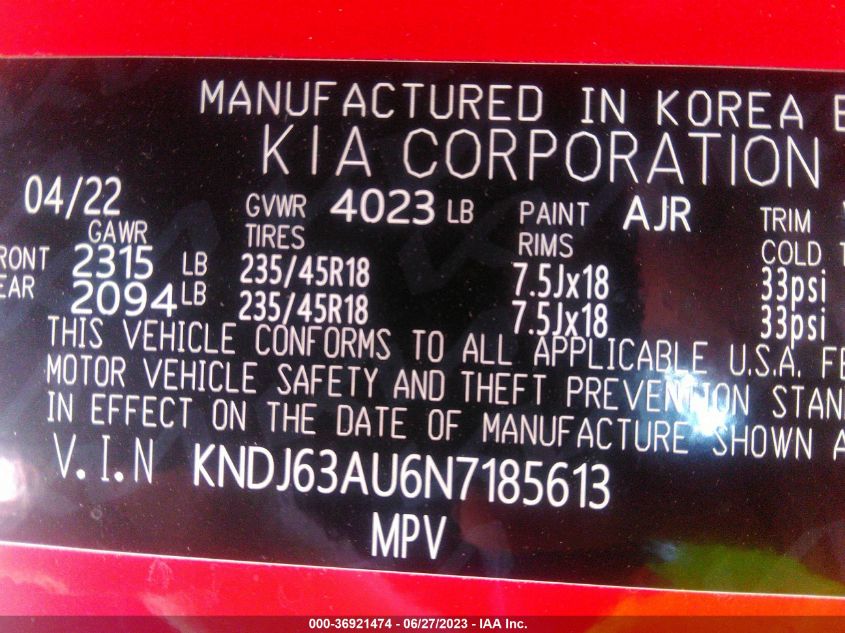 MANUFACTURED IN KOREA
KIA CORPORATION
04/22 GVWR 4023 LB PAINT AJR TRIM
GAWR TIRES RIMS COLD
2315 LB 235/45R18 7.5Jx18 33psi
2094 LB 235/45R18 7.5Jx18 33psi
THIS VEHICLE CONFORMS TO ALL APPLICABLE U.S.A.
MOTOR VEHICLE SAFETY AND THEFT PREVENTION
IN EFFECT ON THE DATE OF MANUFACTURE SHOWN
V.I.N KNDJ63AU6N7185613
MPV
000-36921474 | 06/27/2023 - IAA Inc.